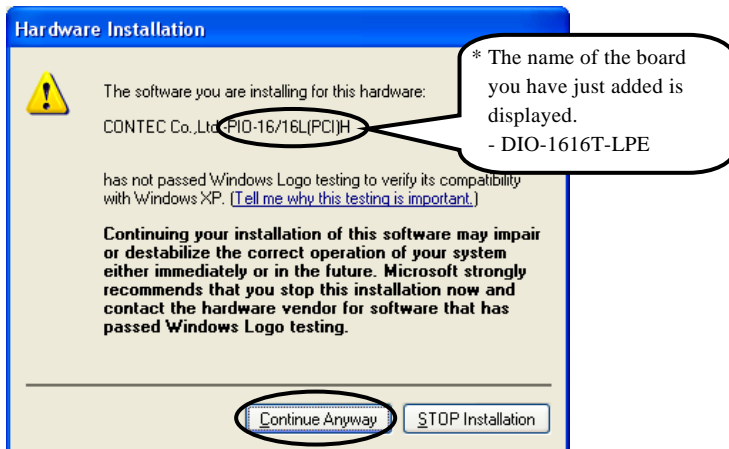 Hardware Installation
The software you are installing for this hardware:
CONTEC Co.,Ltd.-PIO-16/16L(PCI)H
has not passed Windows Logo testing to verify its compatibility
with Windows XP. (Tell me why this testing is important.)
Continuing your installation of this software may impair
or destabilize the correct operation of your system
either immediately or in the future. Microsoft strongly
recommends that you stop this installation now and
contact the hardware vendor for software that has
passed Windows Logo testing.
Continue Anyway
STOP Installation
* The name of the board
you have just added is
displayed.
- DIO-1616T-LPE